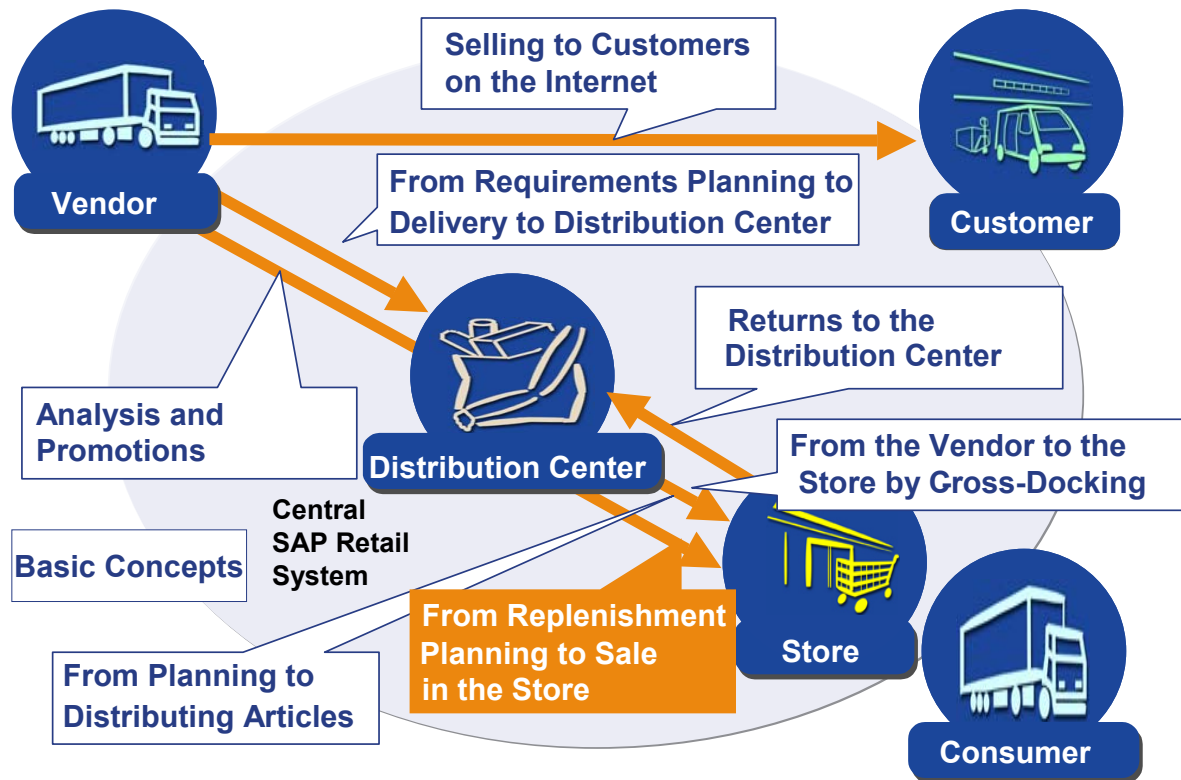 Selling to Customers
on the Internet
Vendor
Customer
From Requirements Planning to
Delivery to Distribution Center
Returns to the
Distribution Center
Analysis and
Promotions
From the Vendor to the
Store by Gross-Docking
Distribution Center
Central
SAP Retail
System
Basic Concepts
From Replenishment
Planning to Sale
in the Store
Store
From Planning to
Distributing Articles
Consumer